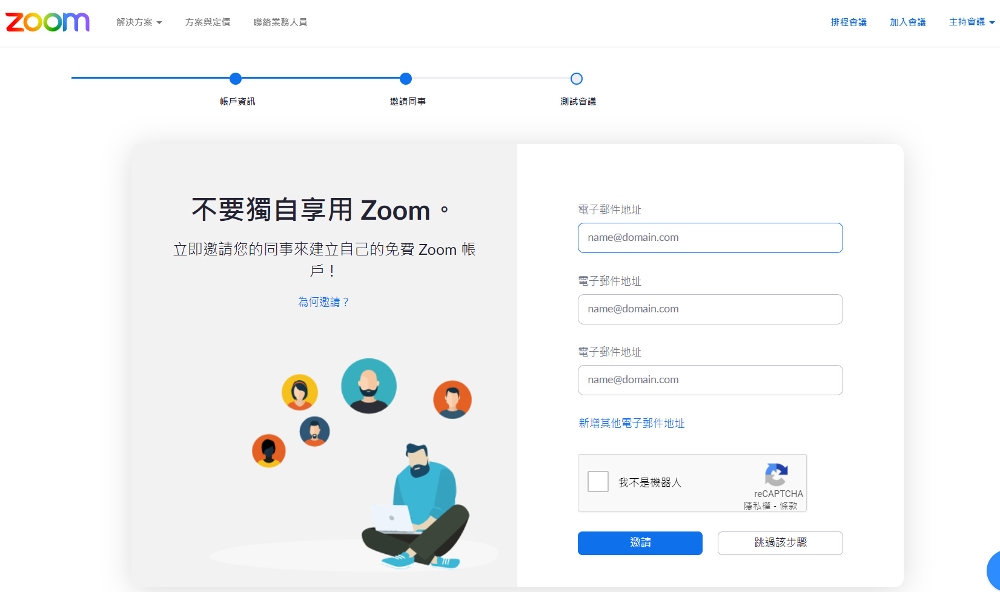 zoom
解決方案
方案與定價
聯絡業務人員
排程會議
加入會議
主持會議
帳戶資訊
邀請同事
測試會議
不要獨自享用 Zoom。
立即邀請您的同事來建立自己的免費 Zoom 帳
戶！
為何邀請？
電子郵件地址
name@domain.com
電子郵件地址
name@domain.com
電子郵件地址
name@domain.com
新增其他電子郵件地址
我不是機器人
reCAPTCHA
隱私權 - 條款
邀請
跳過該步驟